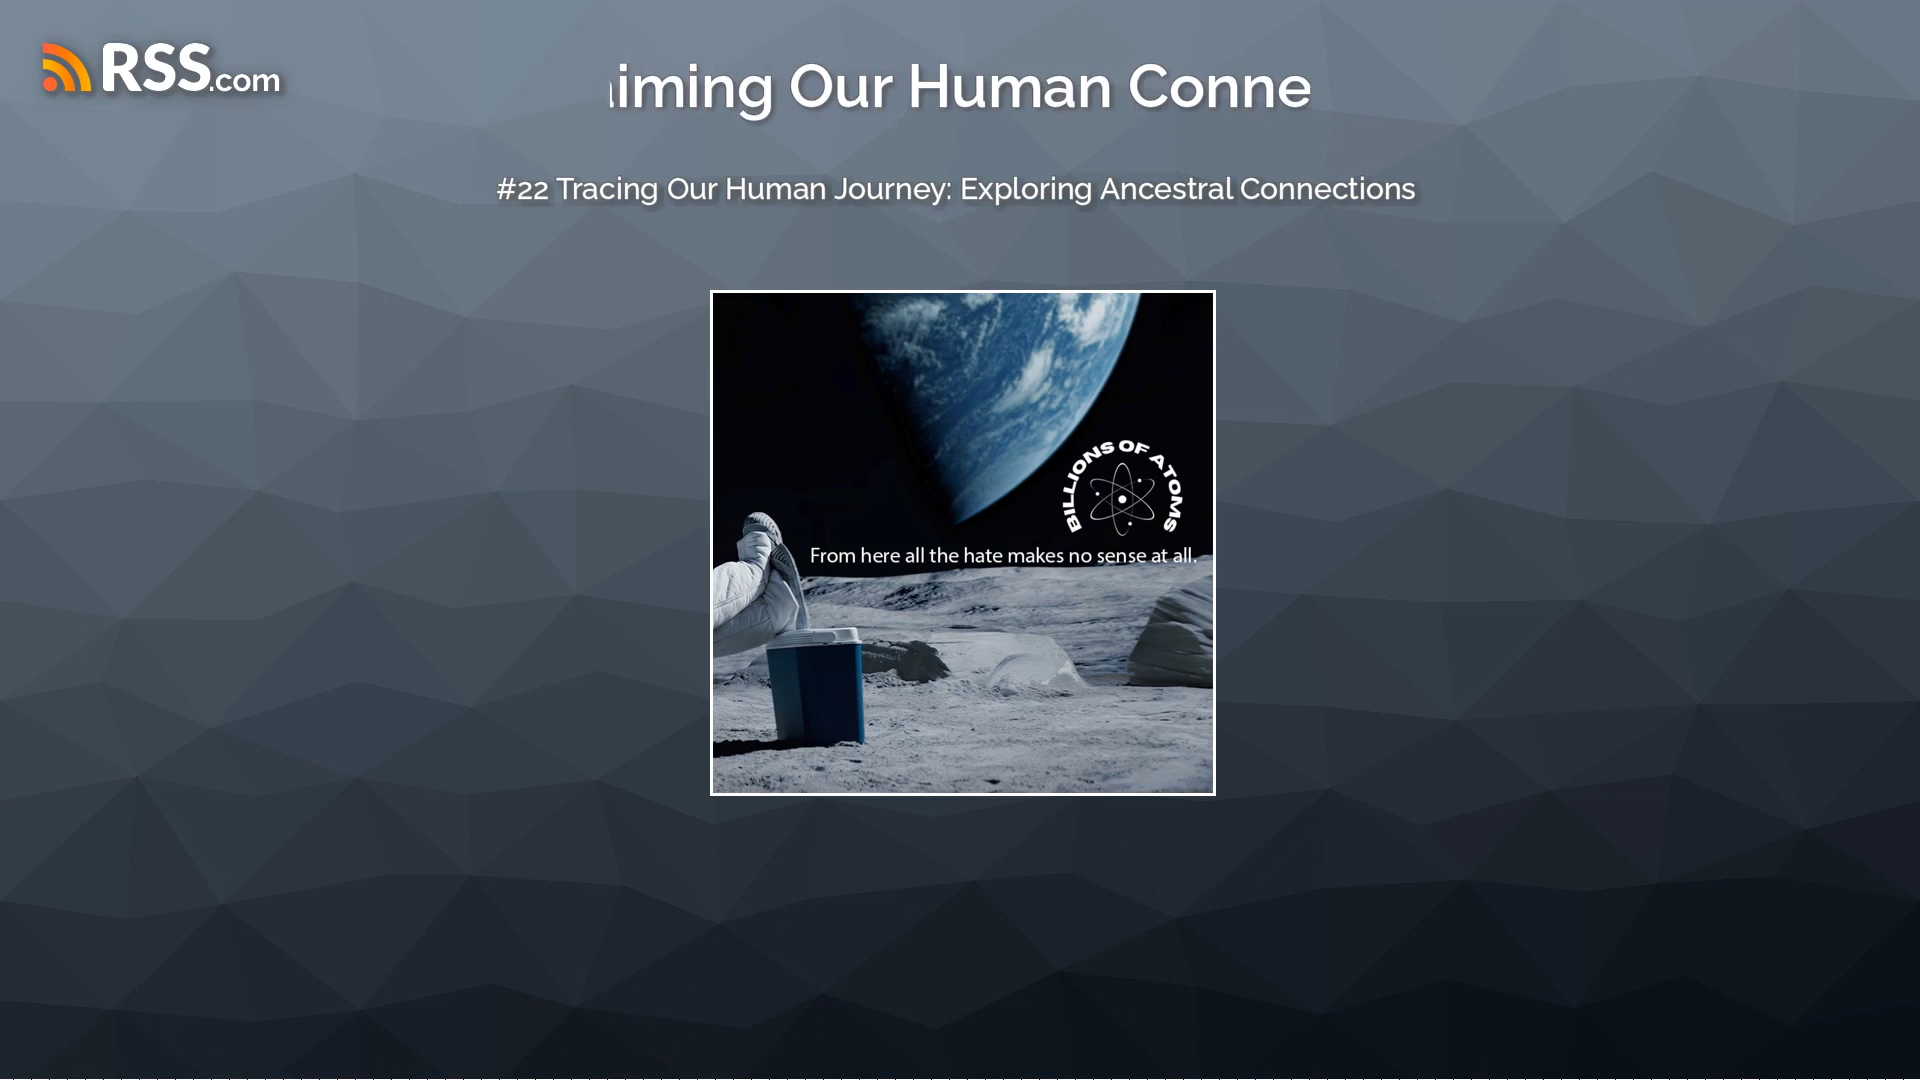 RSS.com
iming Our Human Conne
#22 Tracing Our Human Journey: Exploring Ancestral Connections
BILLIONS OF ATOMS
From here all the hate makes no sense at all.